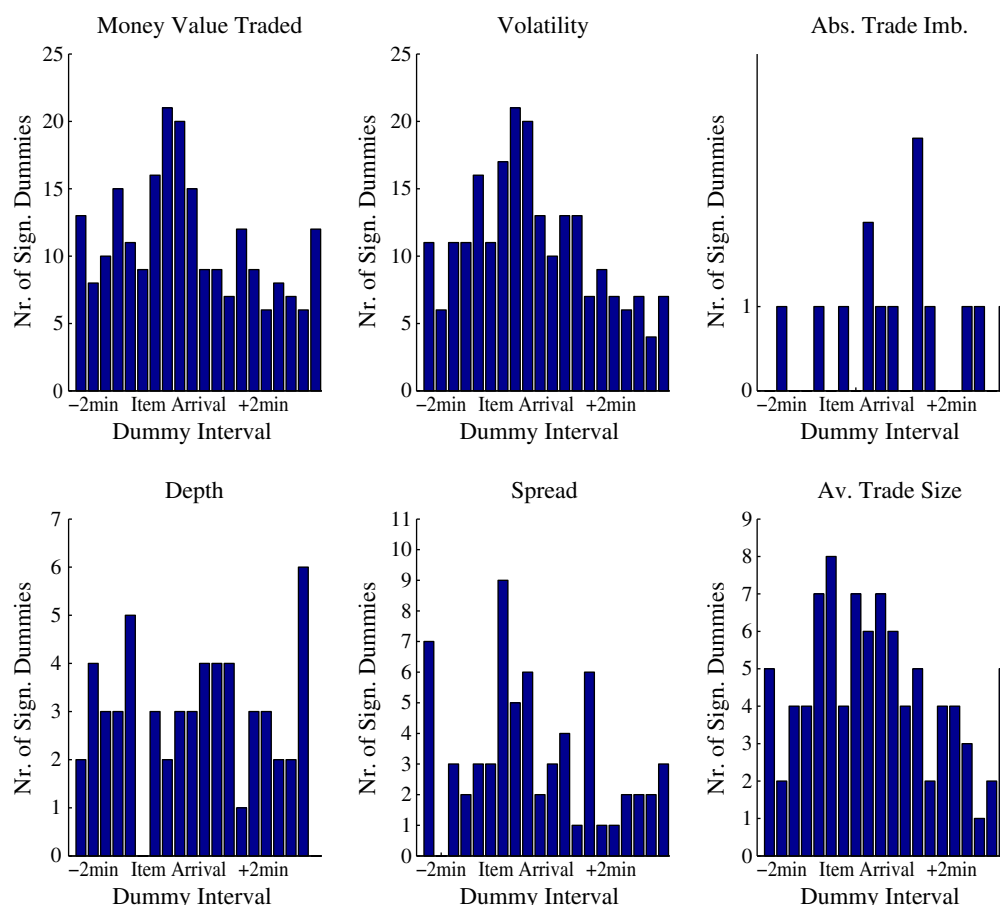 Money Value Traded
25
20
15
10
5
0
Nr. of Sign. Dummies
−2min Item Arrival +2min
Dummy Interval
Volatility
25
20
15
10
5
0
Nr. of Sign. Dummies
−2min Item Arrival +2min
Dummy Interval
Abs. Trade Imb.
1
0
Nr. of Sign. Dummies
−2min Item Arrival +2min
Dummy Interval
Depth
7
6
5
4
3
2
1
0
Nr. of Sign. Dummies
−2min Item Arrival +2min
Dummy Interval
Spread
11
10
9
8
7
6
5
4
3
2
1
0
Nr. of Sign. Dummies
−2min Item Arrival +2min
Dummy Interval
Av. Trade Size
9
8
7
6
5
4
3
2
1
0
Nr. of Sign. Dummies
−2min Item Arrival +2min
Dummy Interval